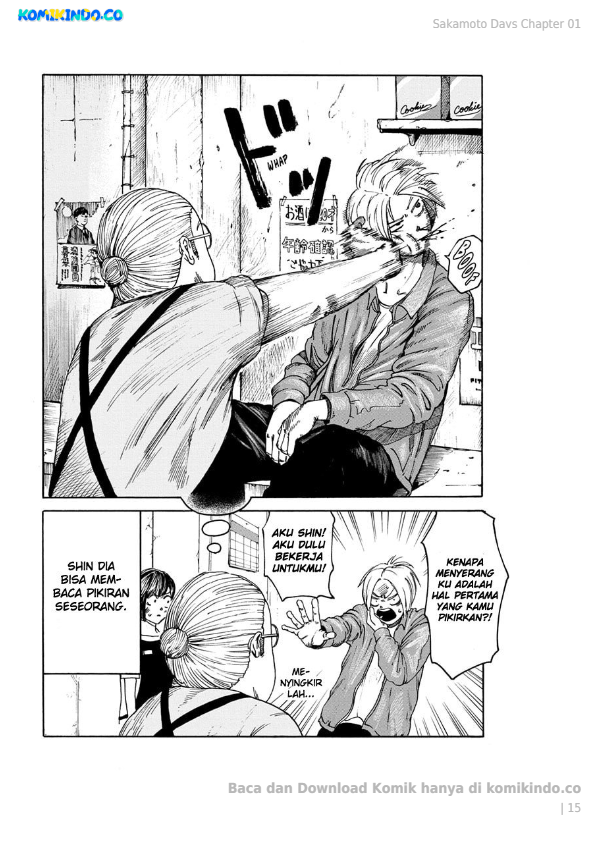 KOMIKINDO.CO
Sakamoto Days Chapter 01
Cookie
Cookie
ドドッ
WHAP
お酒
から
年齢確認
BOOF
AKU SHIN!
AKU DULU
BEKERJA
UNTUKMU!
KENAPA
MENYERANG
KU ADALAH
HAL PERTAMA
YANG KAMU
PIKIRKAN?!
SHIN DIA
BISA MEM-
BACA PIKIRAN
SESEORANG.
ME-
NYINGKIR
LAH...
Baca dan Download Komik hanya di komikindo.co
| 15